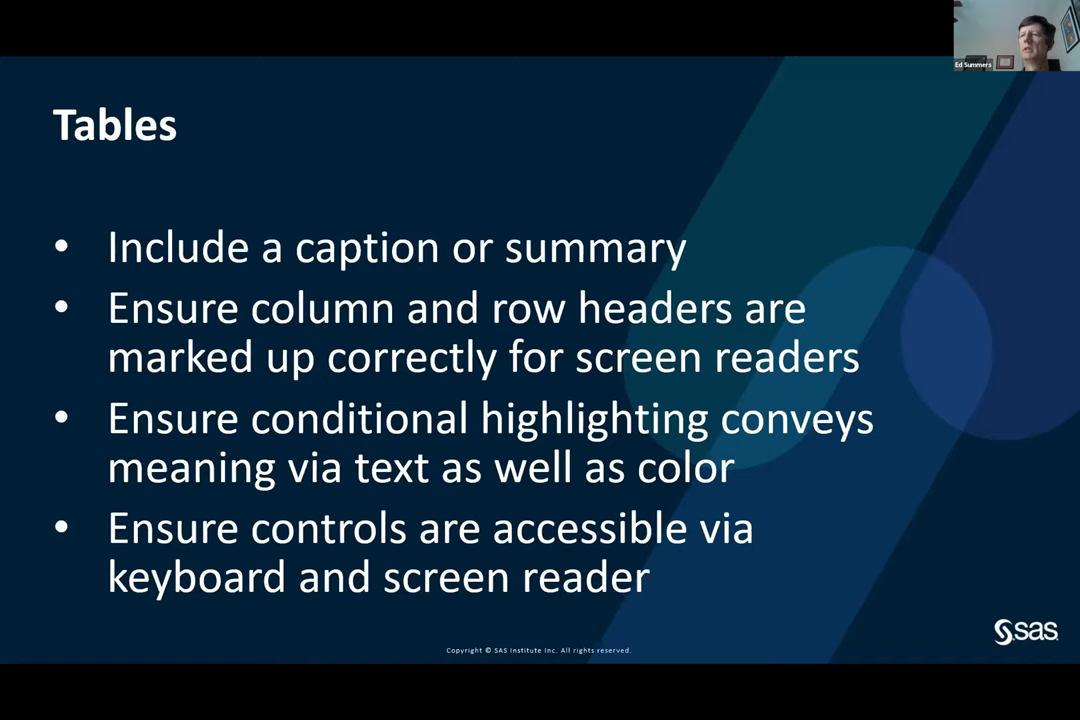 Ed Summers
Tables
• Include a caption or summary
• Ensure column and row headers are
marked up correctly for screen readers
• Ensure conditional highlighting conveys
meaning via text as well as color
• Ensure controls are accessible via
keyboard and screen reader
sas
Copyright © SAS Institute Inc. All rights reserved.